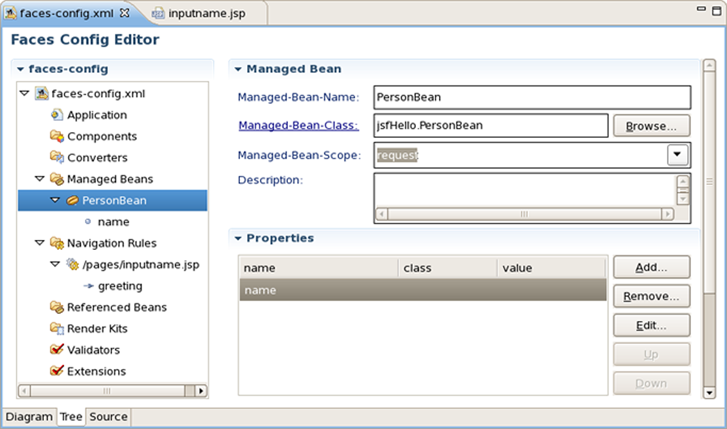 faces-config.xml
inputname.jsp
Faces Config Editor
faces-config
faces-config.xml
Application
Components
Converters
Managed Beans
PersonBean
name
Navigation Rules
/pages/inputname.jsp
greeting
Referenced Beans
Render Kits
Validators
Extensions
Managed Bean
Managed-Bean-Name: PersonBean
Managed-Bean-Class: jsfHello.PersonBean Browse...
Managed-Bean-Scope: request
Description:
Properties
name class value
name
Add...
Remove...
Edit...
Up
Down
Diagram Tree Source